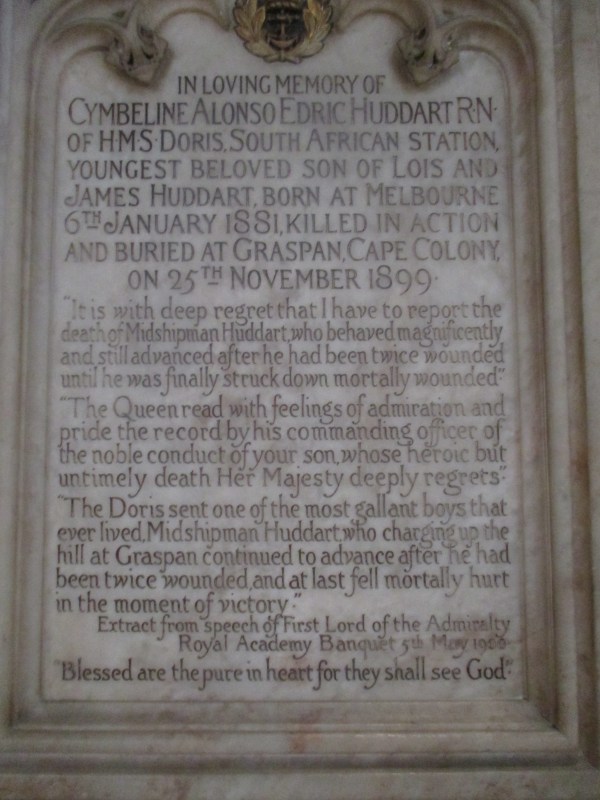 IN LOVING MEMORY OF
CYMBELINE ALONSO EDRIC HUDDART R·N·
OF H·M·S· DORIS, SOUTH AFRICAN STATION,
YOUNGEST BELOVED SON OF LOIS AND
JAMES HUDDART, BORN AT MELBOURNE
6TH JANUARY 1881, KILLED IN ACTION
AND BURIED AT GRASPAN, CAPE COLONY,
ON 25TH NOVEMBER 1899·
"It is with deep regret that I have to report the
death of Midshipman Huddart, who behaved magnificently
and still advanced after he had been twice wounded
until he was finally struck down mortally wounded"
"The Queen read with feelings of admiration and
pride the record by his commanding officer of
the noble conduct of your son, whose heroic but
untimely death Her Majesty deeply regrets"
"The Doris sent one of the most gallant boys that
ever lived, Midshipman Huddart, who charging up the
hill at Graspan continued to advance after he had
been twice wounded, and at last fell mortally hurt
in the moment of victory·"
Extract from speech of First Lord of the Admiralty
Royal Academy Banquet 5th May 1900·
"Blessed are the pure in heart for they shall see God"